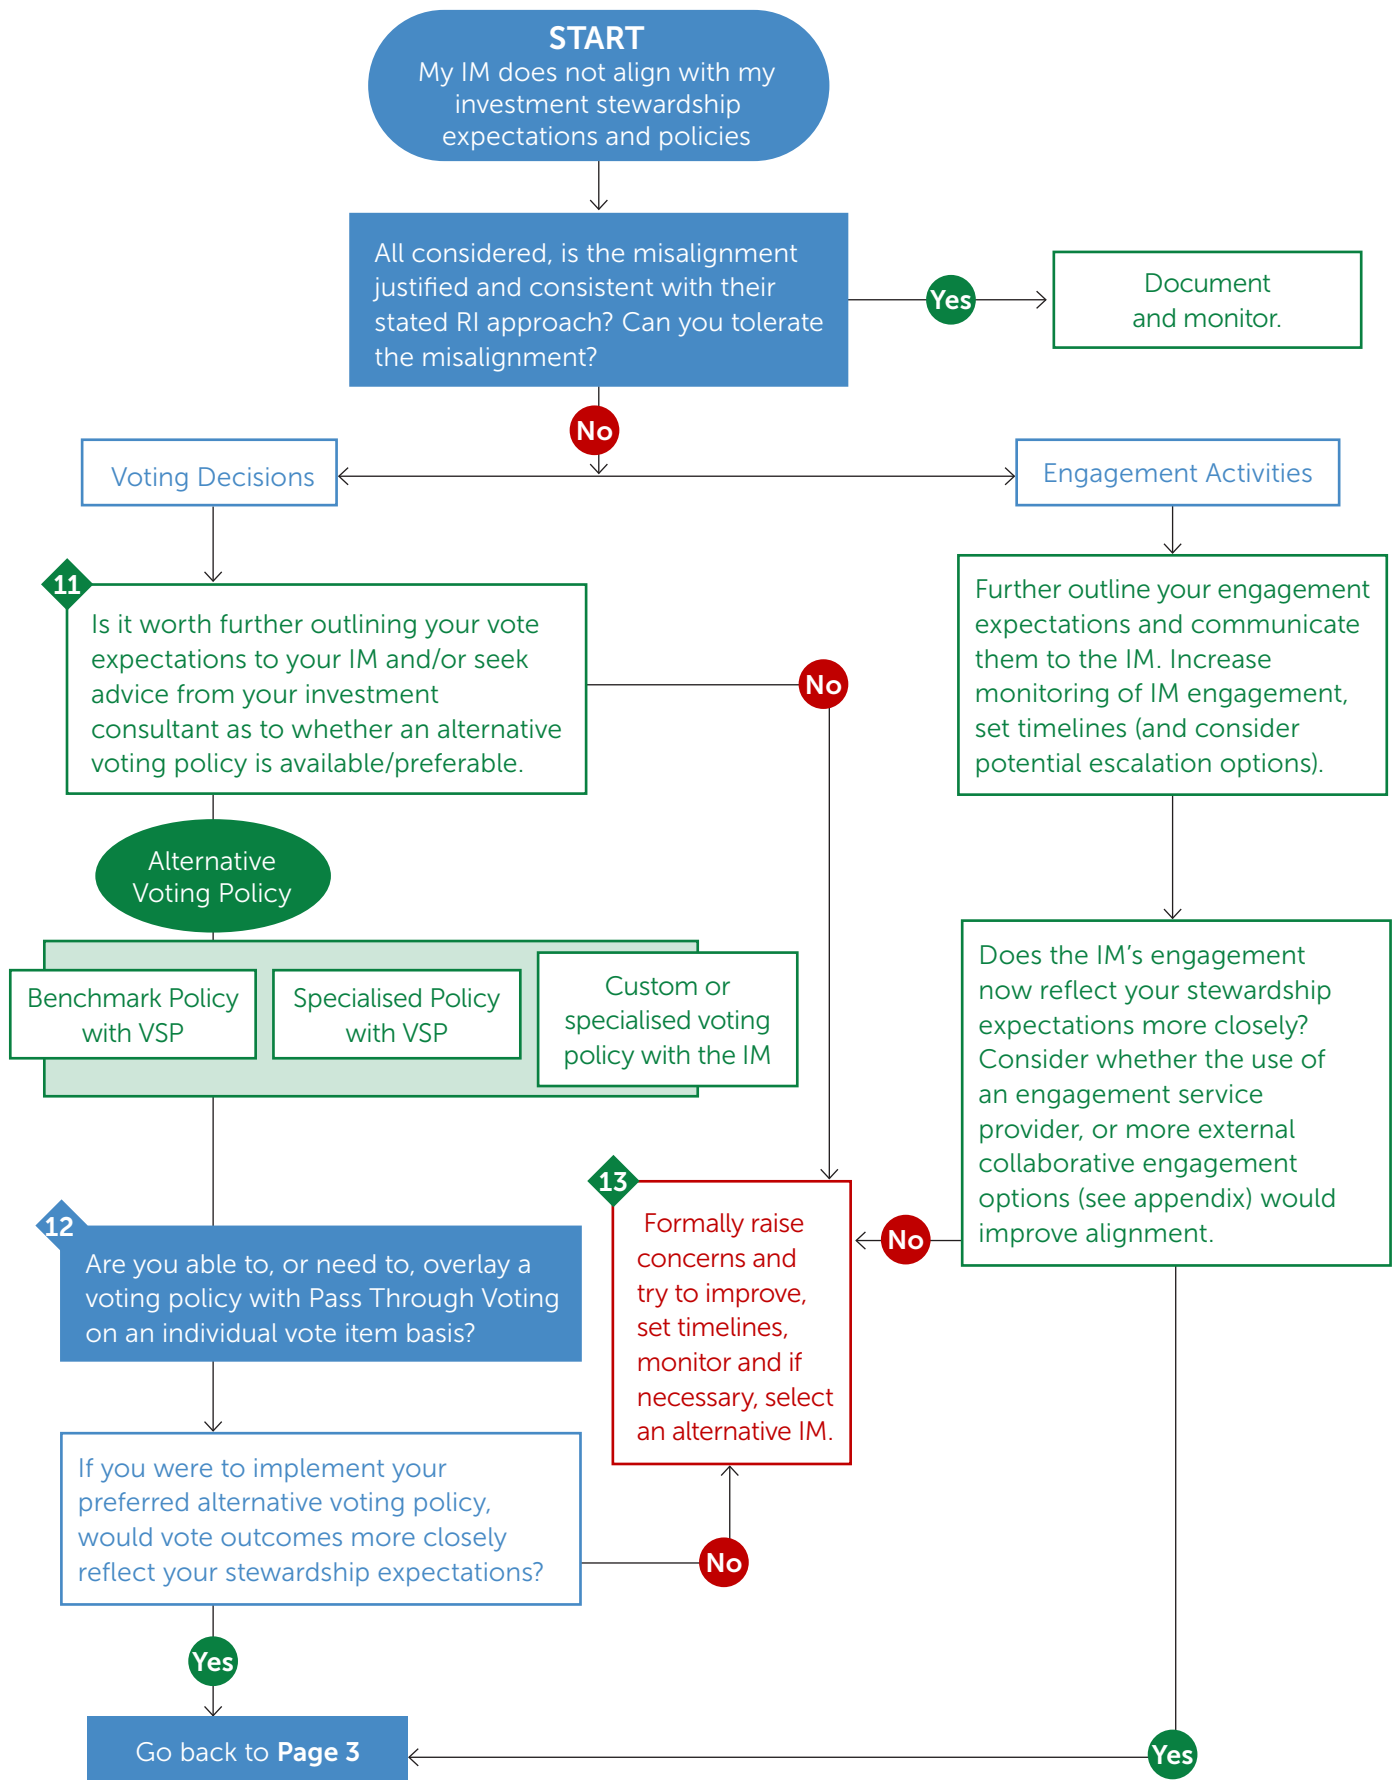 START
My IM does not align with my
investment stewardship
expectations and policies
All considered, is the misalignment
justified and consistent with their
stated RI approach? Can you tolerate
the misalignment?
Yes
Document
and monitor.
No
Voting Decisions
Engagement Activities
11
Is it worth further outlining your vote
expectations to your IM and/or seek
advice from your investment
consultant as to whether an alternative
voting policy is available/preferable.
No
Further outline your engagement
expectations and communicate
them to the IM. Increase
monitoring of IM engagement,
set timelines (and consider
potential escalation options).
Alternative
Voting Policy
Benchmark Policy
with VSP
Specialised Policy
with VSP
Custom or
specialised voting
policy with the IM
Does the IM’s engagement
now reflect your stewardship
expectations more closely?
Consider whether the use of
an engagement service
provider, or more external
collaborative engagement
options (see appendix) would
improve alignment.
12
Are you able to, or need to, overlay a
voting policy with Pass Through Voting
on an individual vote item basis?
13
Formally raise
concerns and
try to improve,
set timelines,
monitor and if
necessary, select
an alternative IM.
No
If you were to implement your
preferred alternative voting policy,
would vote outcomes more closely
reflect your stewardship expectations?
No
Yes
Go back to Page 3
Yes